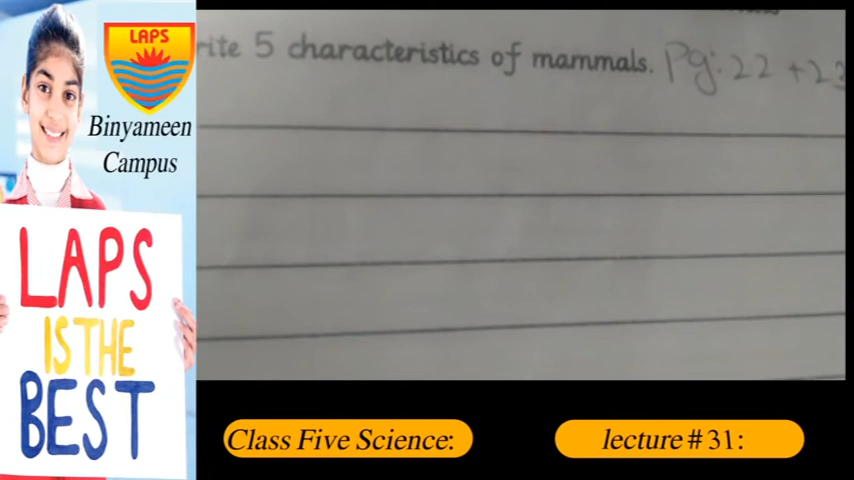 LAPS
Binyameen
Campus
LAPS
IS THE
BEST
rite 5 characteristics of mammals. Pg: 22 + 23
Class Five Science:
lecture # 31: